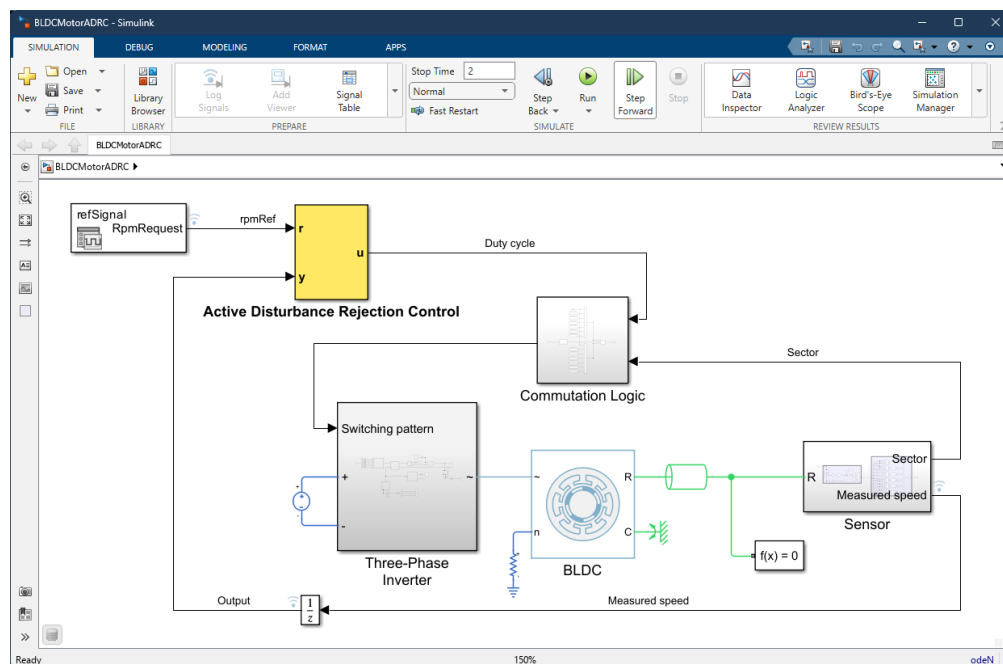 BLDCMotorADRC - Simulink
SIMULATION DEBUG MODELING FORMAT APPS
New
Open
Save
Print
FILE
Library
Browser
LIBRARY
Log
Signals
Add
Viewer
Signal
Table
PREPARE
Stop Time 2
Normal
Fast Restart
Step
Back
Run
Step
Forward
Stop
SIMULATE
Data
Inspector
Logic
Analyzer
Bird's-Eye
Scope
Simulation
Manager
REVIEW RESULTS
BLDCMotorADRC
BLDCMotorADRC
refSignal
RpmRequest
rpmRef
r
u
y
Active Disturbance Rejection Control
Duty cycle
Sector
Commutation Logic
Switching pattern
+
-
~
Three-Phase
Inverter
~
n
R
C
BLDC
R
Sector
Measured speed
Sensor
f(x) = 0
Output
1
z
Measured speed
Ready
150%
odeN